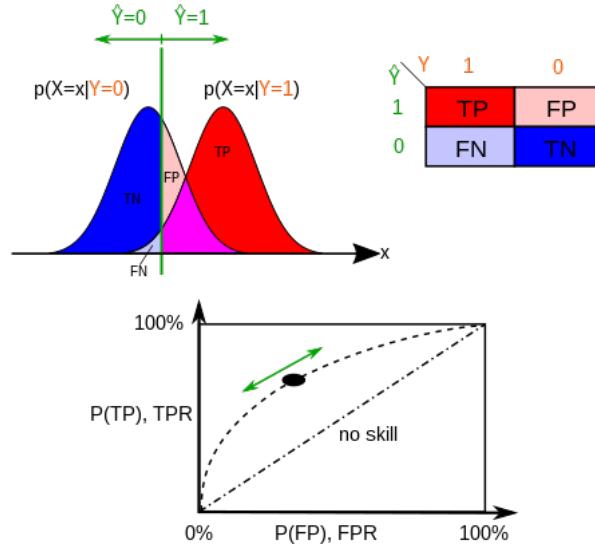 Ŷ=0 Ŷ=1
p(X=x|Y=0) p(X=x|Y=1)
TN
FP
TP
FN
x
Ŷ Y 1 0
1 TP FP
0 FN TN
100%
P(TP), TPR
no skill
0% P(FP), FPR 100%